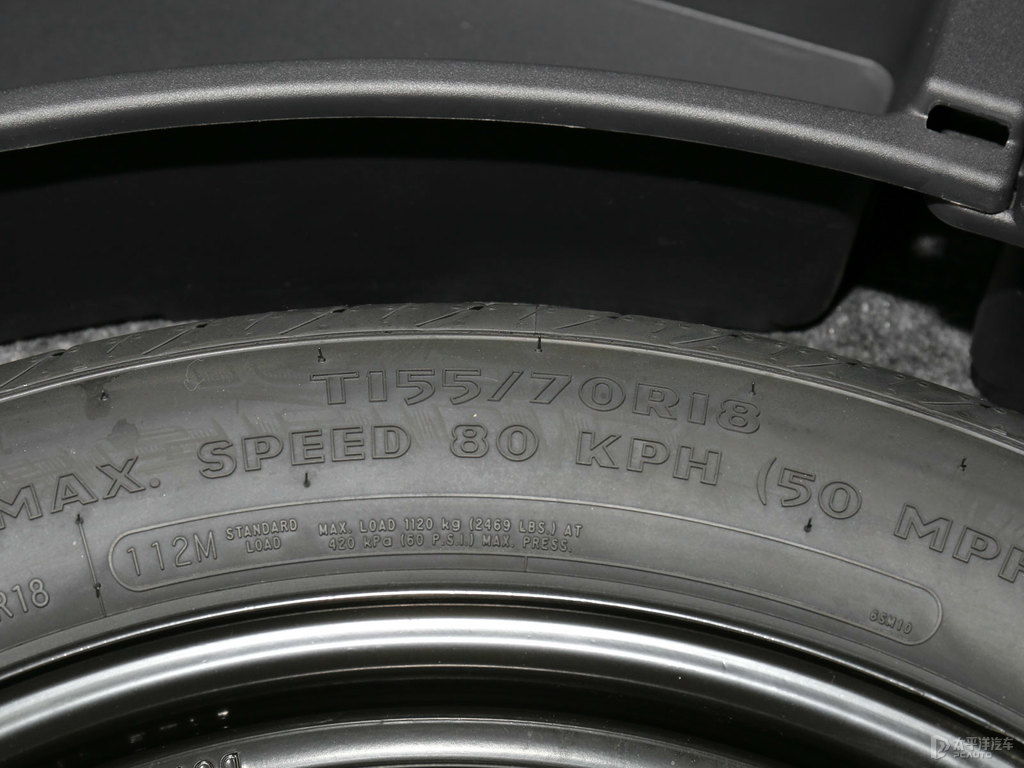 T155/70R18
MAX. SPEED 80 KPH (50 MPH
112M STANDARD LOAD MAX. LOAD 1120 kg (2469 LBS.) AT
420 kPa (60 P.S.I.) MAX. PRESS.
R18
6SM10
太平洋汽车
PCAUTO